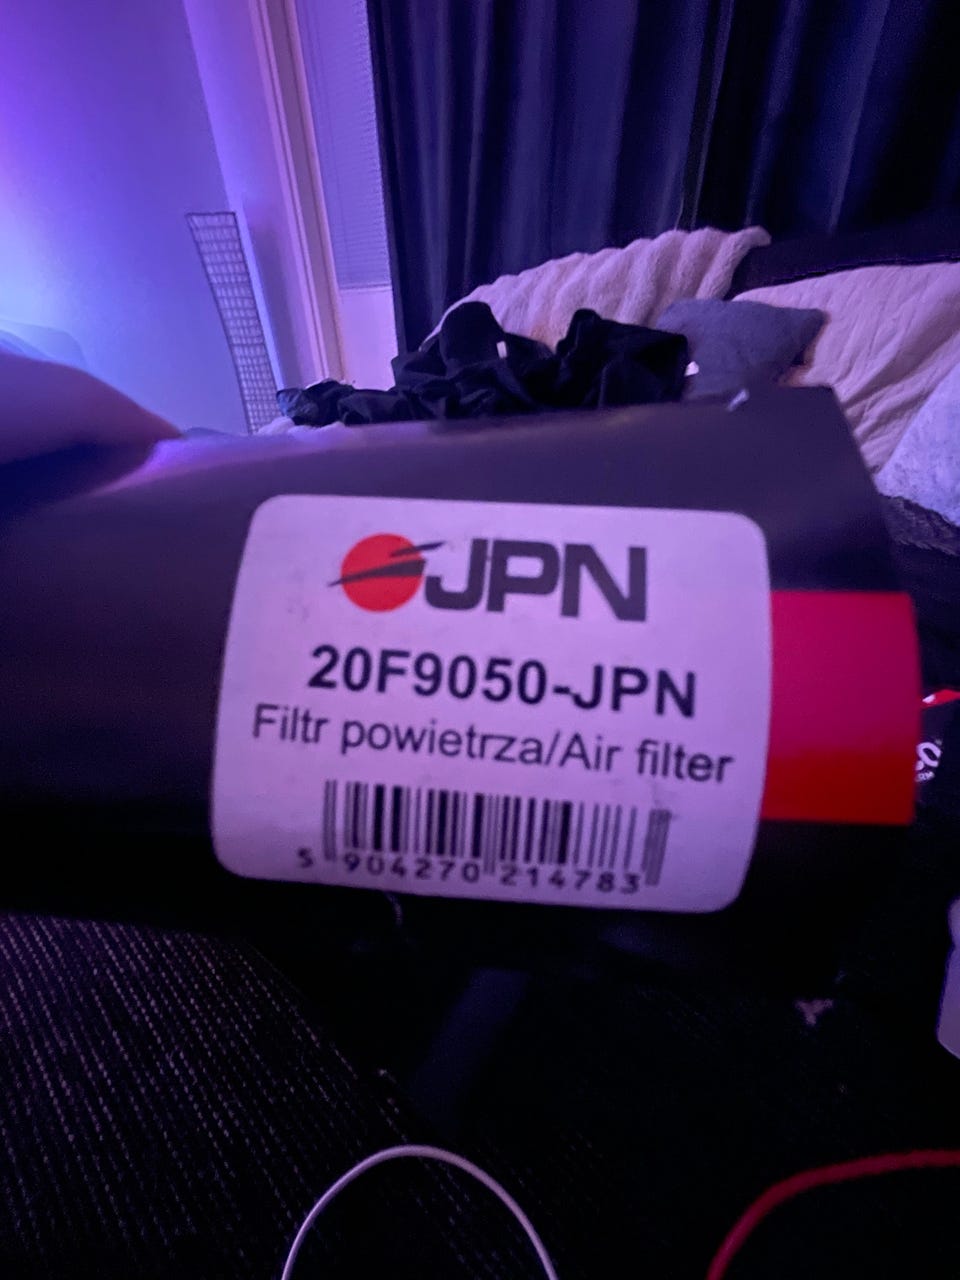 JPN
20F9050-JPN
Filtr powietrza/Air filter
5 904270 214783